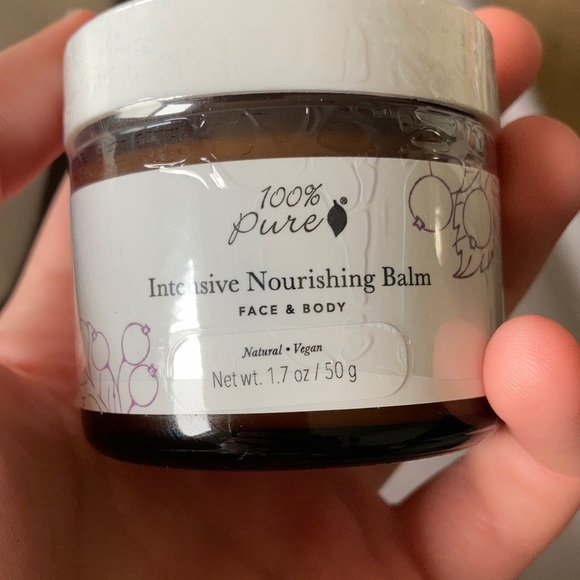 100%
pure®
Intensive Nourishing Balm
FACE & BODY
Natural • Vegan
Net wt. 1.7 oz / 50 g